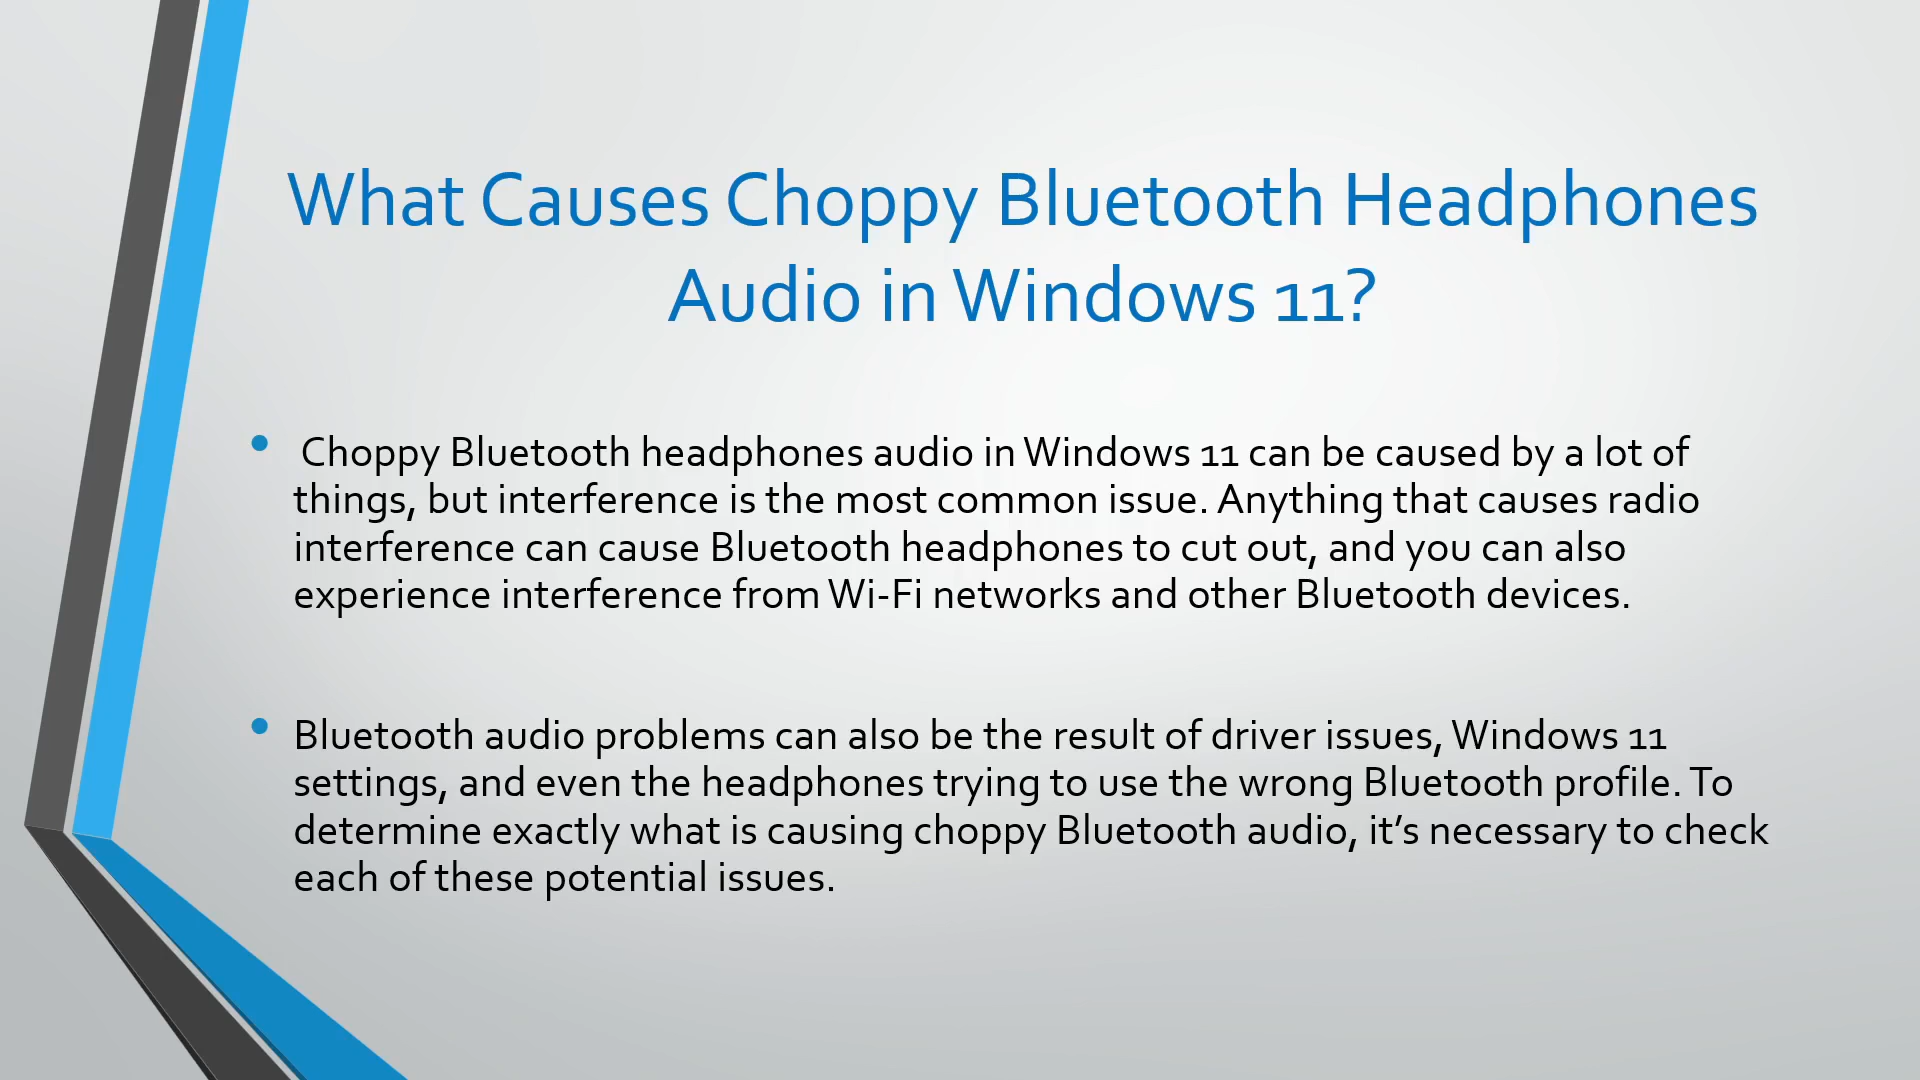 What Causes Choppy Bluetooth Headphones
Audio in Windows 11?
• Choppy Bluetooth headphones audio in Windows 11 can be caused by a lot of
things, but interference is the most common issue. Anything that causes radio
interference can cause Bluetooth headphones to cut out, and you can also
experience interference from Wi-Fi networks and other Bluetooth devices.
• Bluetooth audio problems can also be the result of driver issues, Windows 11
settings, and even the headphones trying to use the wrong Bluetooth profile. To
determine exactly what is causing choppy Bluetooth audio, it’s necessary to check
each of these potential issues.